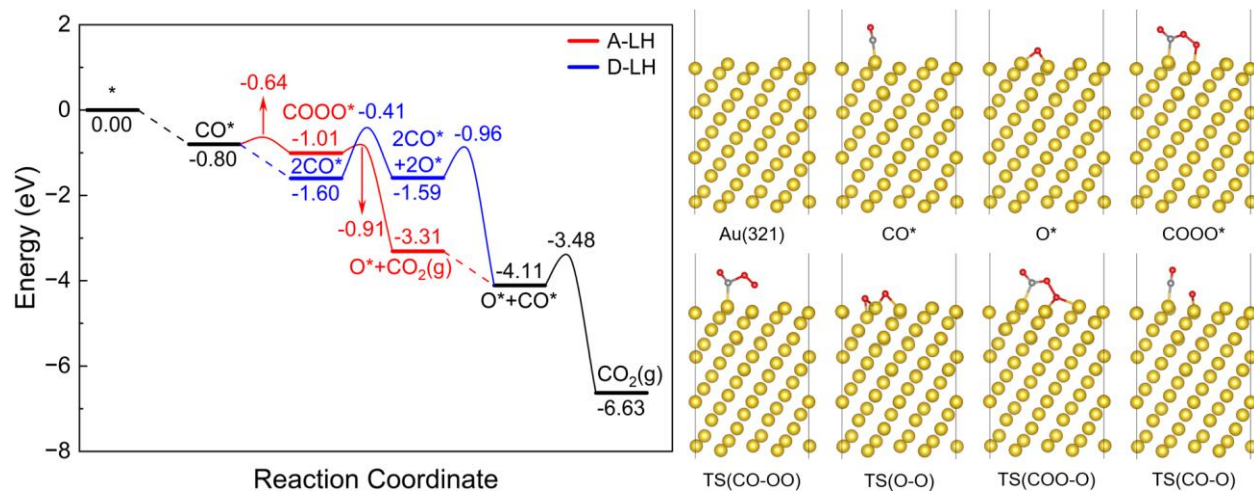 2
0
−2
−4
−6
−8
Energy (eV)
Reaction Coordinate
A-LH
D-LH
*
0.00
CO*
-0.80
-0.64
COOO*
-1.01
-0.41
2CO*
-1.60
2CO*
+2O*
-1.59
-0.96
-0.91
-3.31
O*+CO₂(g)
-4.11
O*+CO*
-3.48
CO₂(g)
-6.63
Au(321)
CO*
O*
COOO*
TS(CO-OO)
TS(O-O)
TS(COO-O)
TS(CO-O)